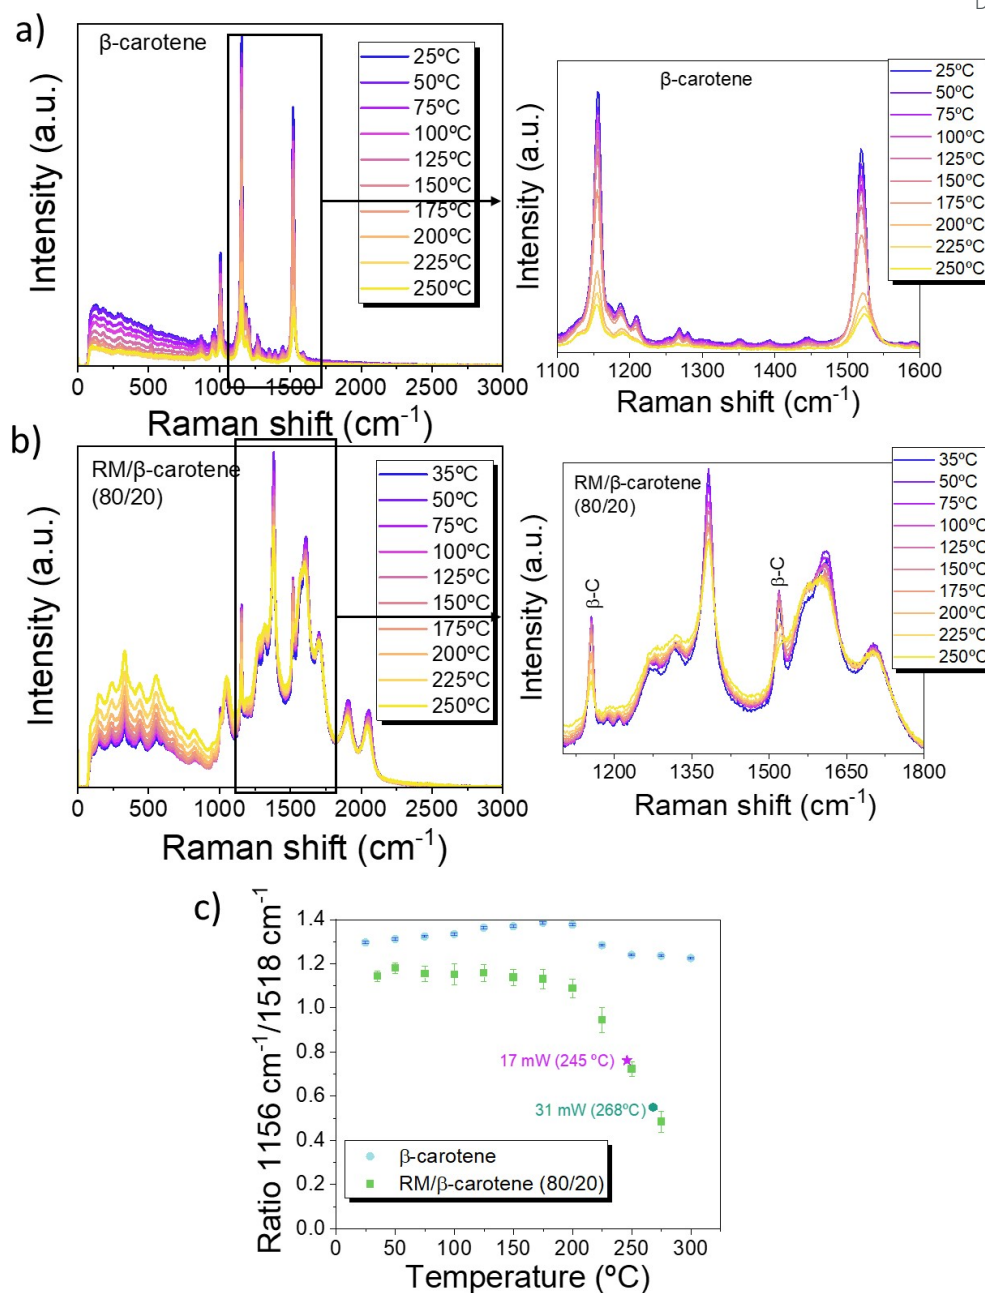 D
a)
β-carotene
25ºC
50ºC
75ºC
100ºC
125ºC
150ºC
175ºC
200ºC
225ºC
250ºC
Intensity (a.u.)
0 500 1000 1500 2000 2500 3000
Raman shift (cm-1)
β-carotene
25ºC
50ºC
75ºC
100ºC
125ºC
150ºC
175ºC
200ºC
225ºC
250ºC
Intensity (a.u.)
1100 1200 1300 1400 1500 1600
Raman shift (cm-1)
b)
RM/β-carotene
(80/20)
35ºC
50ºC
75ºC
100ºC
125ºC
150ºC
175ºC
200ºC
225ºC
250ºC
Intensity (a.u.)
0 500 1000 1500 2000 2500 3000
Raman shift (cm-1)
RM/β-carotene
(80/20)
β-C
β-C
35ºC
50ºC
75ºC
100ºC
125ºC
150ºC
175ºC
200ºC
225ºC
250ºC
Intensity (a.u.)
1200 1350 1500 1650 1800
Raman shift (cm-1)
c)
Ratio 1156 cm-1/1518 cm-1
1.4
1.2
1.0
0.8
0.6
0.4
0.2
0.0
17 mW (245 ºC)
31 mW (268ºC)
β-carotene
RM/β-carotene (80/20)
0 50 100 150 200 250 300
Temperature (ºC)